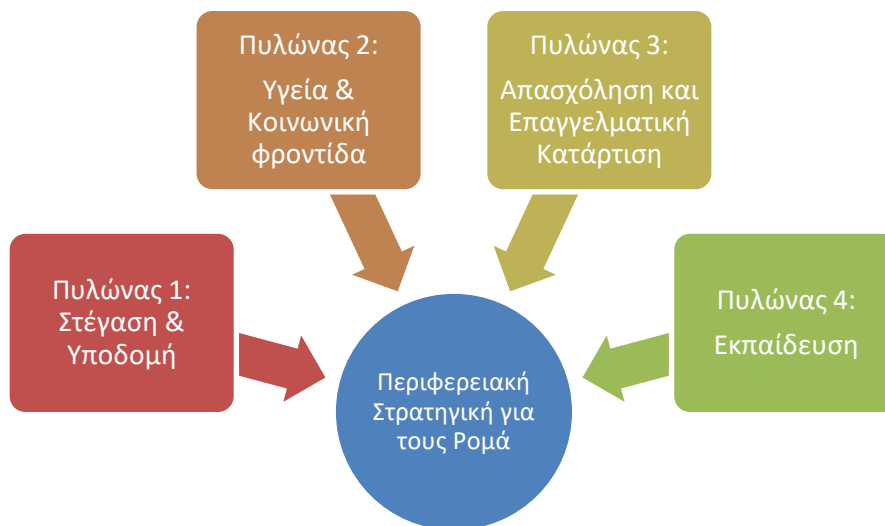 Πυλώνας 1:
Στέγαση &
Υποδομή
Πυλώνας 2:
Υγεία &
Κοινωνική
φροντίδα
Πυλώνας 3:
Απασχόληση και
Επαγγελματική
Κατάρτιση
Πυλώνας 4:
Εκπαίδευση
Περιφερειακή
Στρατηγική για
τους Ρομά